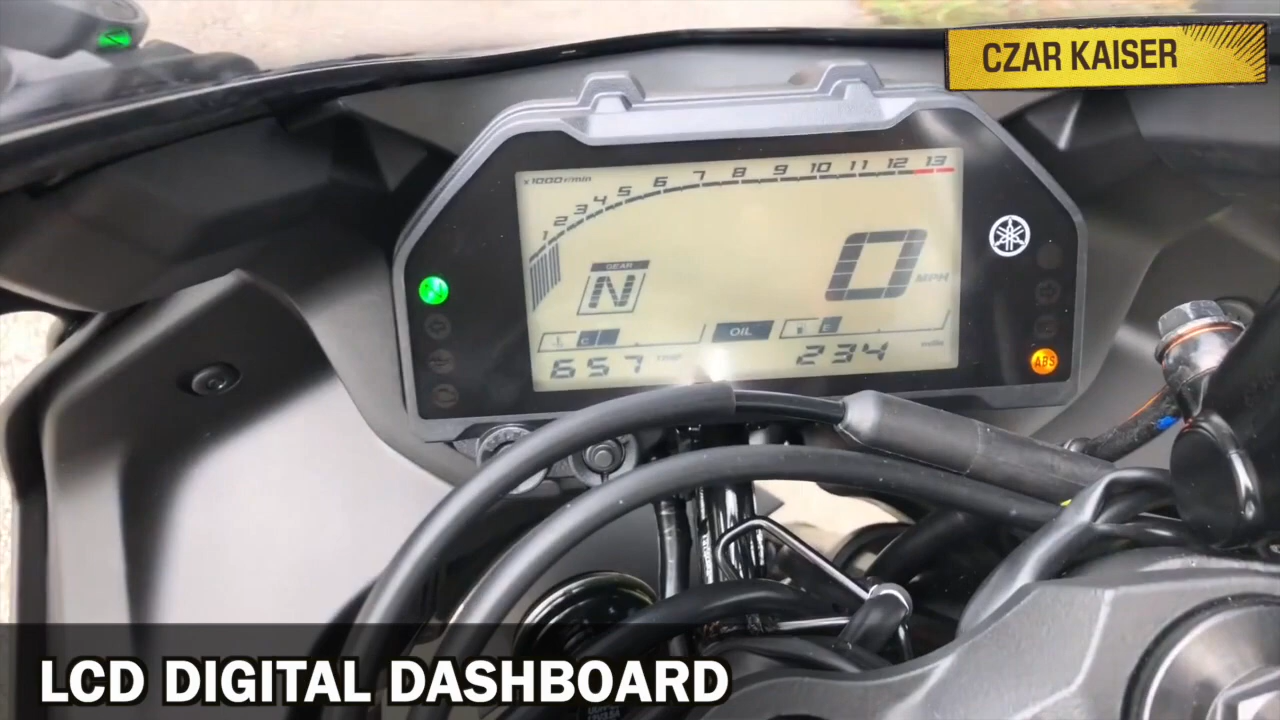 CZAR KAISER
x1000 r/min
1 2 3 4 5 6 7 8 9 10 11 12 13
GEAR
N
0 MPH
C
OIL
E
657 TRIP
234 mile
N
ABS
LCD DIGITAL DASHBOARD